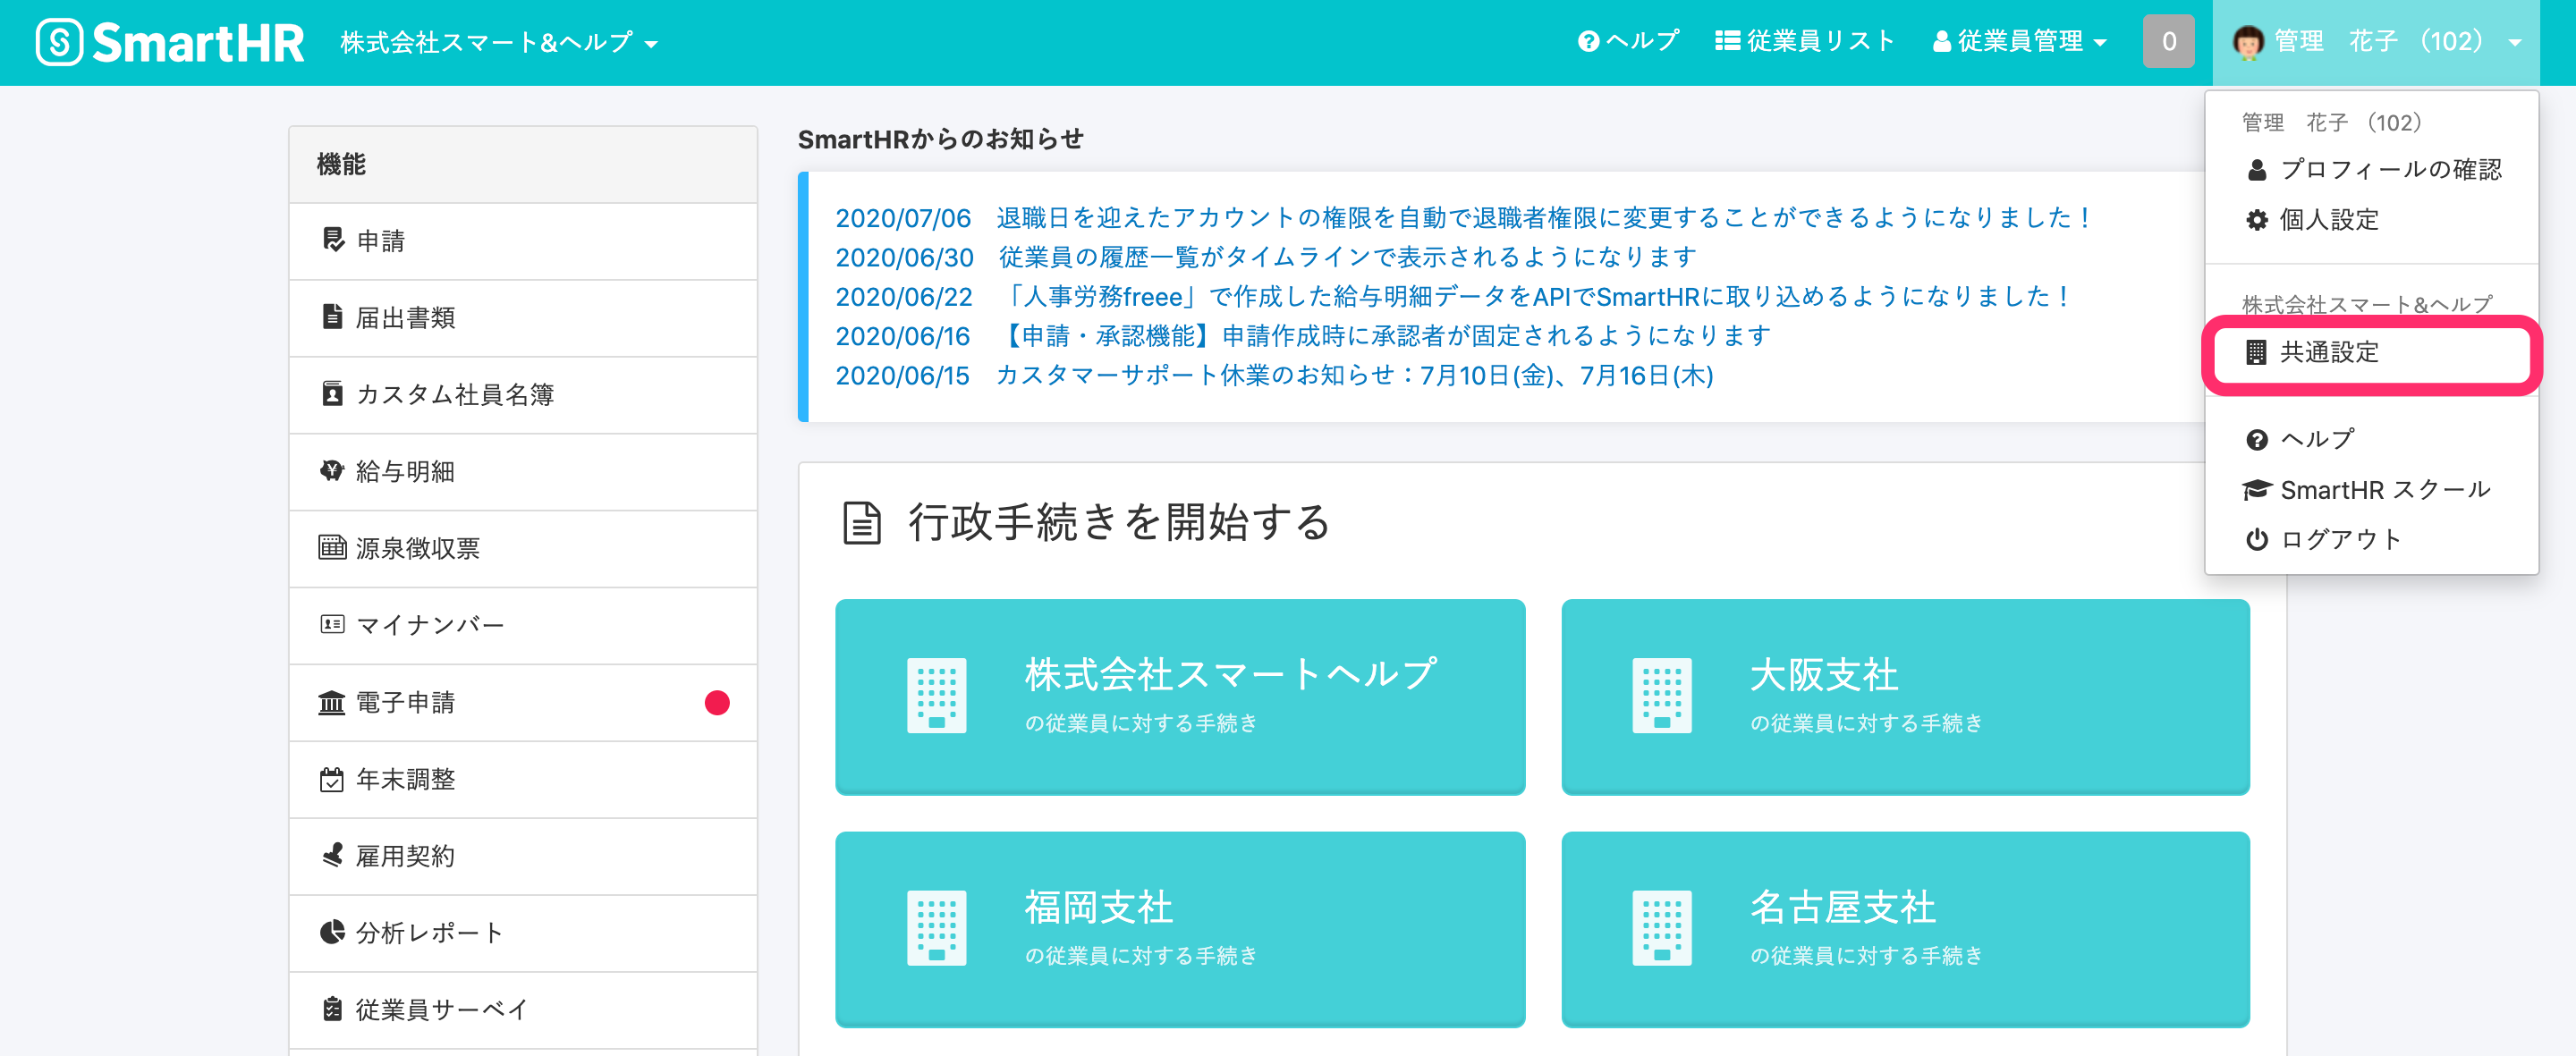 SmartHR 株式会社スマート&ヘルプ ヘルプ 従業員リスト 従業員管理 0 管理　花子 （102）
機能
申請
届出書類
カスタム社員名簿
給与明細
源泉徴収票
マイナンバー
電子申請
年末調整
雇用契約
分析レポート
従業員サーベイ
SmartHRからのお知らせ
2020/07/06　退職日を迎えたアカウントの権限を自動で退職者権限に変更することができるようになりました！
2020/06/30　従業員の履歴一覧がタイムラインで表示されるようになります
2020/06/22　「人事労務freee」で作成した給与明細データをAPIでSmartHRに取り込めるようになりました！
2020/06/16　【申請・承認機能】申請作成時に承認者が固定されるようになります
2020/06/15　カスタマーサポート休業のお知らせ：7月10日(金)、7月16日(木)
行政手続きを開始する
株式会社スマートヘルプ
の従業員に対する手続き
大阪支社
の従業員に対する手続き
福岡支社
の従業員に対する手続き
名古屋支社
の従業員に対する手続き
管理　花子 （102）
プロフィールの確認
個人設定
株式会社スマート&ヘルプ
共通設定
ヘルプ
SmartHR スクール
ログアウト